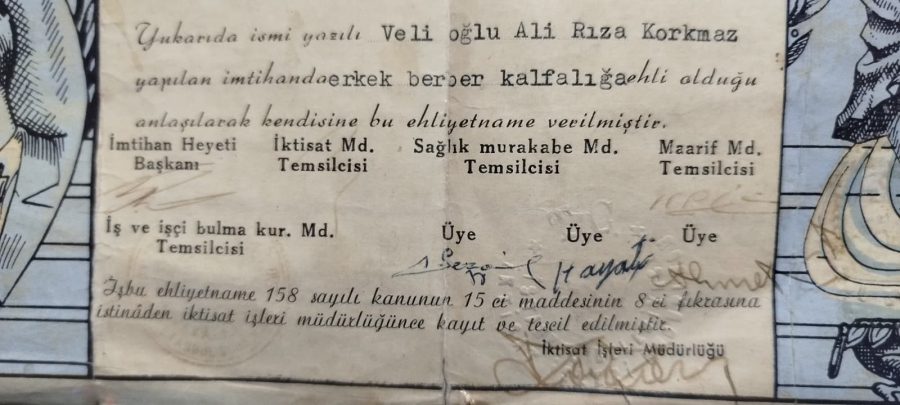 Yukarıda ismi yazılı Veli oğlu Ali Rıza Korkmaz
yapılan imtihanda erkek berber kalfalığa ehli olduğu
anlaşılarak kendisine bu ehliyetname verilmiştir.
İmtihan Heyeti Başkanı
İktisat Md. Temsilcisi
Sağlık murakabe Md. Temsilcisi
Maarif Md. Temsilcisi
İş ve işçi bulma kur. Md. Temsilcisi
Üye
Üye
Üye
Hayati
Ahmet
İşbu ehliyetname 158 sayılı kanunun 15 ci maddesinin 8 ci fıkrasına
istinâden iktisat işleri müdürlüğünce kayıt ve tescil edilmiştir.
İktisat İşleri Müdürlüğü